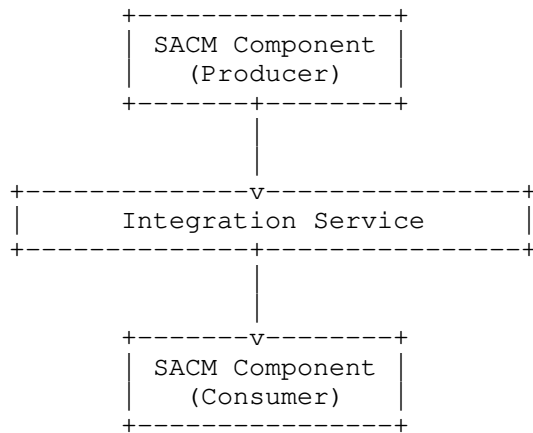 SACM Component
(Producer)
Integration Service
SACM Component
(Consumer)